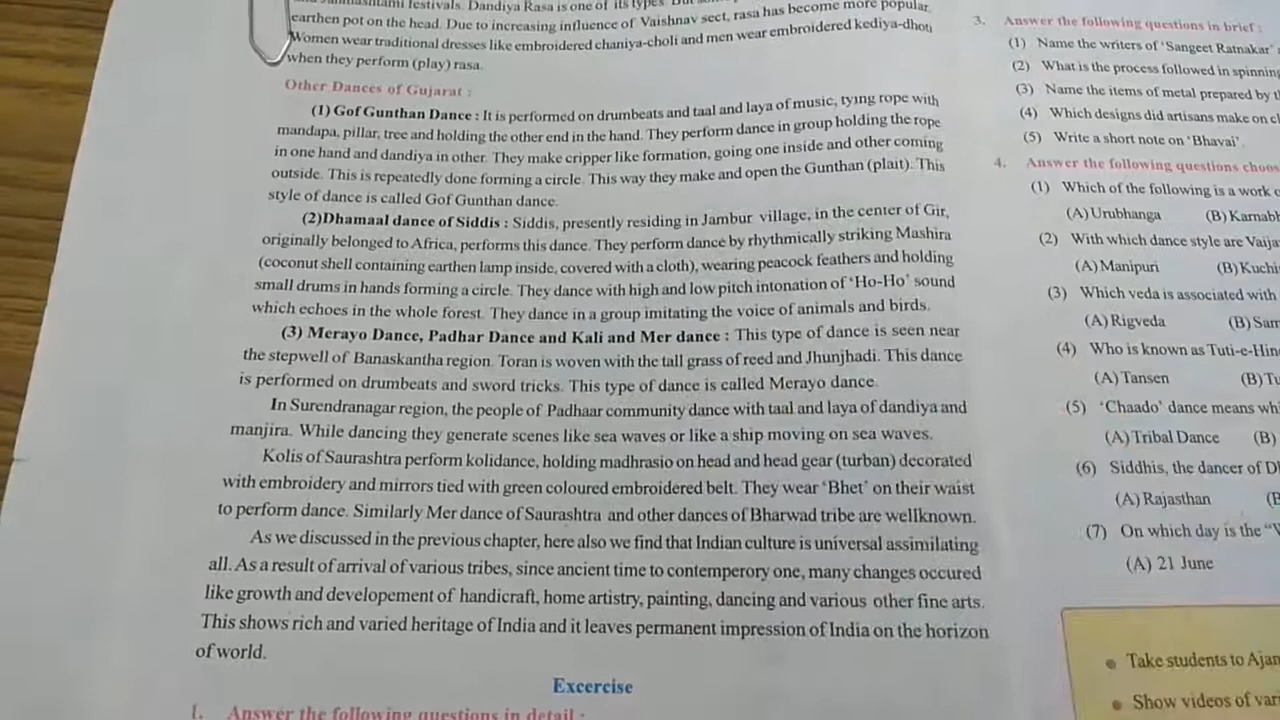 festivals. Dandiya Rasa is one of its types. But
earthen pot on the head. Due to increasing influence of Vaishnav sect, rasa has become more popular.
Women wear traditional dresses like embroidered chaniya-choli and men wear embroidered kediya-dhoti
when they perform (play) rasa.
Other Dances of Gujarat :
(1) Gof Gunthan Dance : It is performed on drumbeats and taal and laya of music, tying rope with
mandapa, pillar, tree and holding the other end in the hand. They perform dance in group holding the rope
in one hand and dandiya in other. They make cripper like formation, going one inside and other coming
outside. This is repeatedly done forming a circle. This way they make and open the Gunthan (plait). This
style of dance is called Gof Gunthan dance.
(2)Dhamaal dance of Siddis : Siddis, presently residing in Jambur village, in the center of Gir,
originally belonged to Africa, performs this dance. They perform dance by rhythmically striking Mashira
(coconut shell containing earthen lamp inside, covered with a cloth), wearing peacock feathers and holding
small drums in hands forming a circle. They dance with high and low pitch intonation of ‘Ho-Ho’ sound
which echoes in the whole forest. They dance in a group imitating the voice of animals and birds.
(3) Merayo Dance, Padhar Dance and Kali and Mer dance : This type of dance is seen near
the stepwell of Banaskantha region. Toran is woven with the tall grass of reed and Jhunjhadi. This dance
is performed on drumbeats and sword tricks. This type of dance is called Merayo dance.
In Surendranagar region, the people of Padhaar community dance with taal and laya of dandiya and
manjira. While dancing they generate scenes like sea waves or like a ship moving on sea waves.
Kolis of Saurashtra perform kolidance, holding madhrasio on head and head gear (turban) decorated
with embroidery and mirrors tied with green coloured embroidered belt. They wear ‘Bhet’ on their waist
to perform dance. Similarly Mer dance of Saurashtra and other dances of Bharwad tribe are wellknown.
As we discussed in the previous chapter, here also we find that Indian culture is universal assimilating
all. As a result of arrival of various tribes, since ancient time to contemperory one, many changes occured
like growth and developement of handicraft, home artistry, painting, dancing and various other fine arts.
This shows rich and varied heritage of India and it leaves permanent impression of India on the horizon
of world.
Excercise
1. Answer the following questions in detail :
3. Answer the following questions in brief :
(1) Name the writers of ‘Sangeet Ratnakar’
(2) What is the process followed in spinning
(3) Name the items of metal prepared by
(4) Which designs did artisans make on
(5) Write a short note on ‘Bhavai’.
4. Answer the following questions
(1) Which of the following is a work
(A) Urubhanga (B)
(2) With which dance style are
(A) Manipuri (B)
(3) Which veda is associated with
(A) Rigveda (B)
(4) Who is known as
(A) Tansen (B)
(5) ‘Chaado’ dance means
(A) Tribal Dance (B)
(6) Siddhis, the dancer of
(A) Rajasthan
(7) On which day is the
(A) 21 June
Take students to
Show videos of